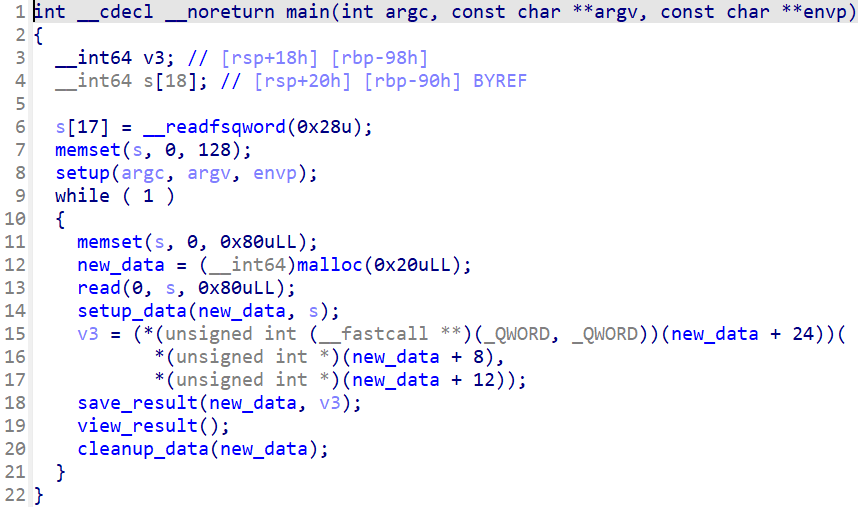 1 int __cdecl __noreturn main(int argc, const char **argv, const char **envp)
2 {
3   __int64 v3; // [rsp+18h] [rbp-98h]
4   __int64 s[18]; // [rsp+20h] [rbp-90h] BYREF
5
6   s[17] = __readfsqword(0x28u);
7   memset(s, 0, 128);
8   setup(argc, argv, envp);
9   while ( 1 )
10   {
11     memset(s, 0, 0x80uLL);
12     new_data = (__int64)malloc(0x20uLL);
13     read(0, s, 0x80uLL);
14     setup_data(new_data, s);
15     v3 = (*(unsigned int (__fastcall **)(_QWORD, _QWORD))(new_data + 24))(
16            *(unsigned int *)(new_data + 8),
17            *(unsigned int *)(new_data + 12));
18     save_result(new_data, v3);
19     view_result();
20     cleanup_data(new_data);
21   }
22 }